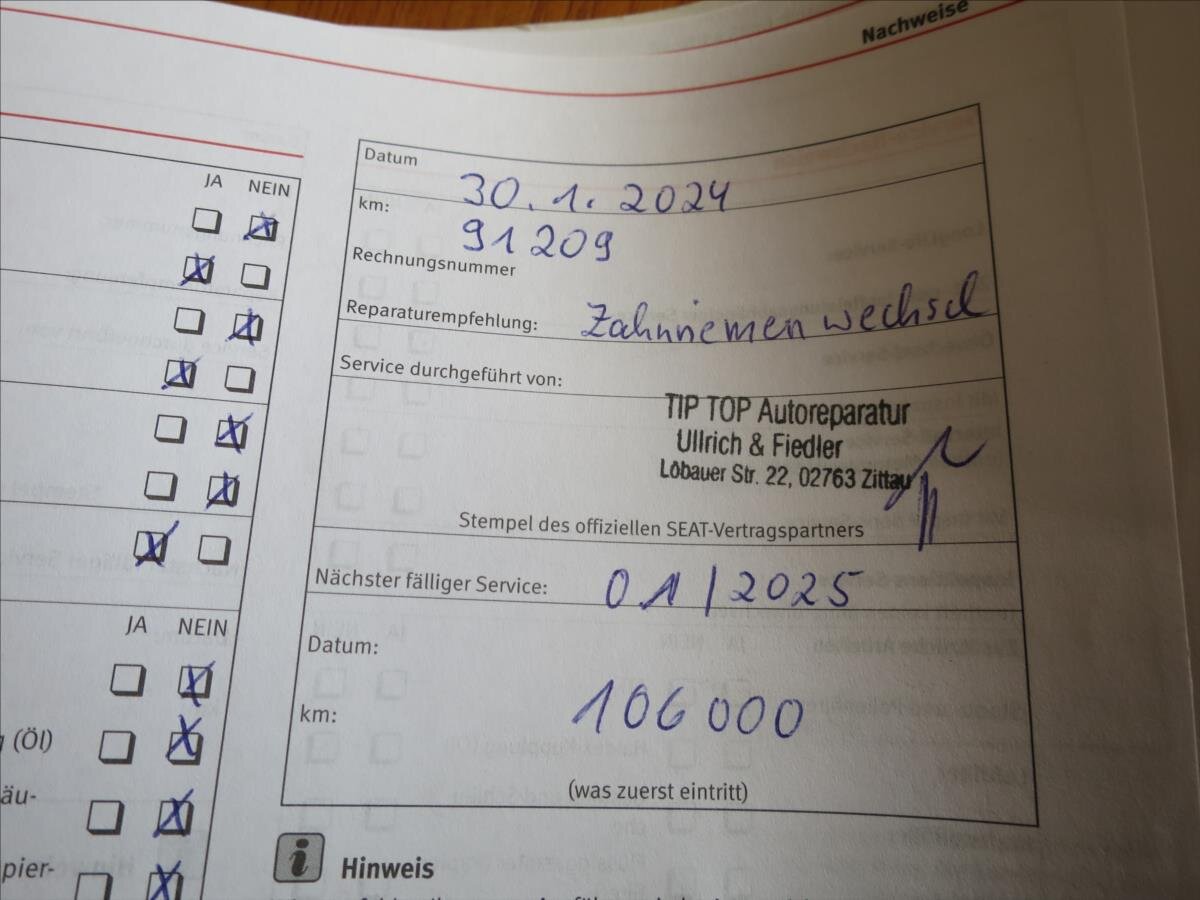 Nachweise
JA NEIN
Datum 30.1.2024
km: 91209
Rechnungsnummer
Reparaturempfehlung: Zahnriemenwechsel
Service durchgeführt von:
TIP TOP Autoreparatur
Ullrich & Fiedler
Löbauer Str. 22, 02763 Zittau
Stempel des offiziellen SEAT-Vertragspartners
Nächster fälliger Service: 01/2025
Datum:
km: 106000
(was zuerst eintritt)
JA NEIN
(Öl)
äu-
pier-
i Hinweis